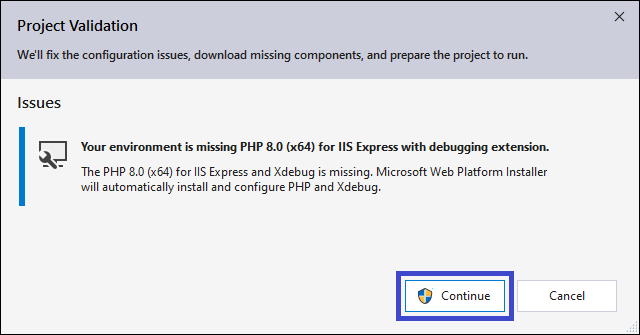 Project Validation
We'll fix the configuration issues, download missing components, and prepare the project to run.
Issues
Your environment is missing PHP 8.0 (x64) for IIS Express with debugging extension.
The PHP 8.0 (x64) for IIS Express and Xdebug is missing. Microsoft Web Platform Installer
will automatically install and configure PHP and Xdebug.
Continue
Cancel